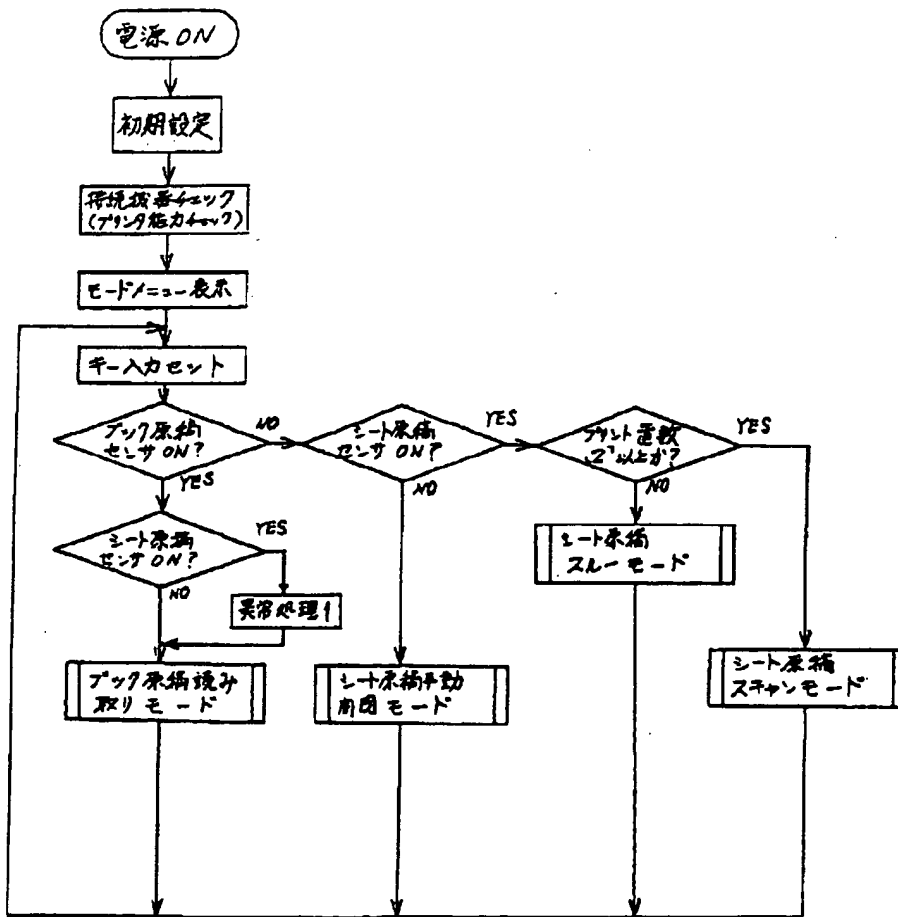 電源ON
初期設定
接続機器チェック
(プリンタ能力チェック)
モードメニュー表示
キー入力セット
ブック原稿
センサON?
NO
シート原稿
センサON?
YES
プリント
以上か?
YES
YES
NO
NO
シート原稿
センサON?
YES
シート原稿
スルーモード
NO
異常処理1
ブック原稿読み
取りモード
シート原稿手動
モード
シート原稿
スキャンモード